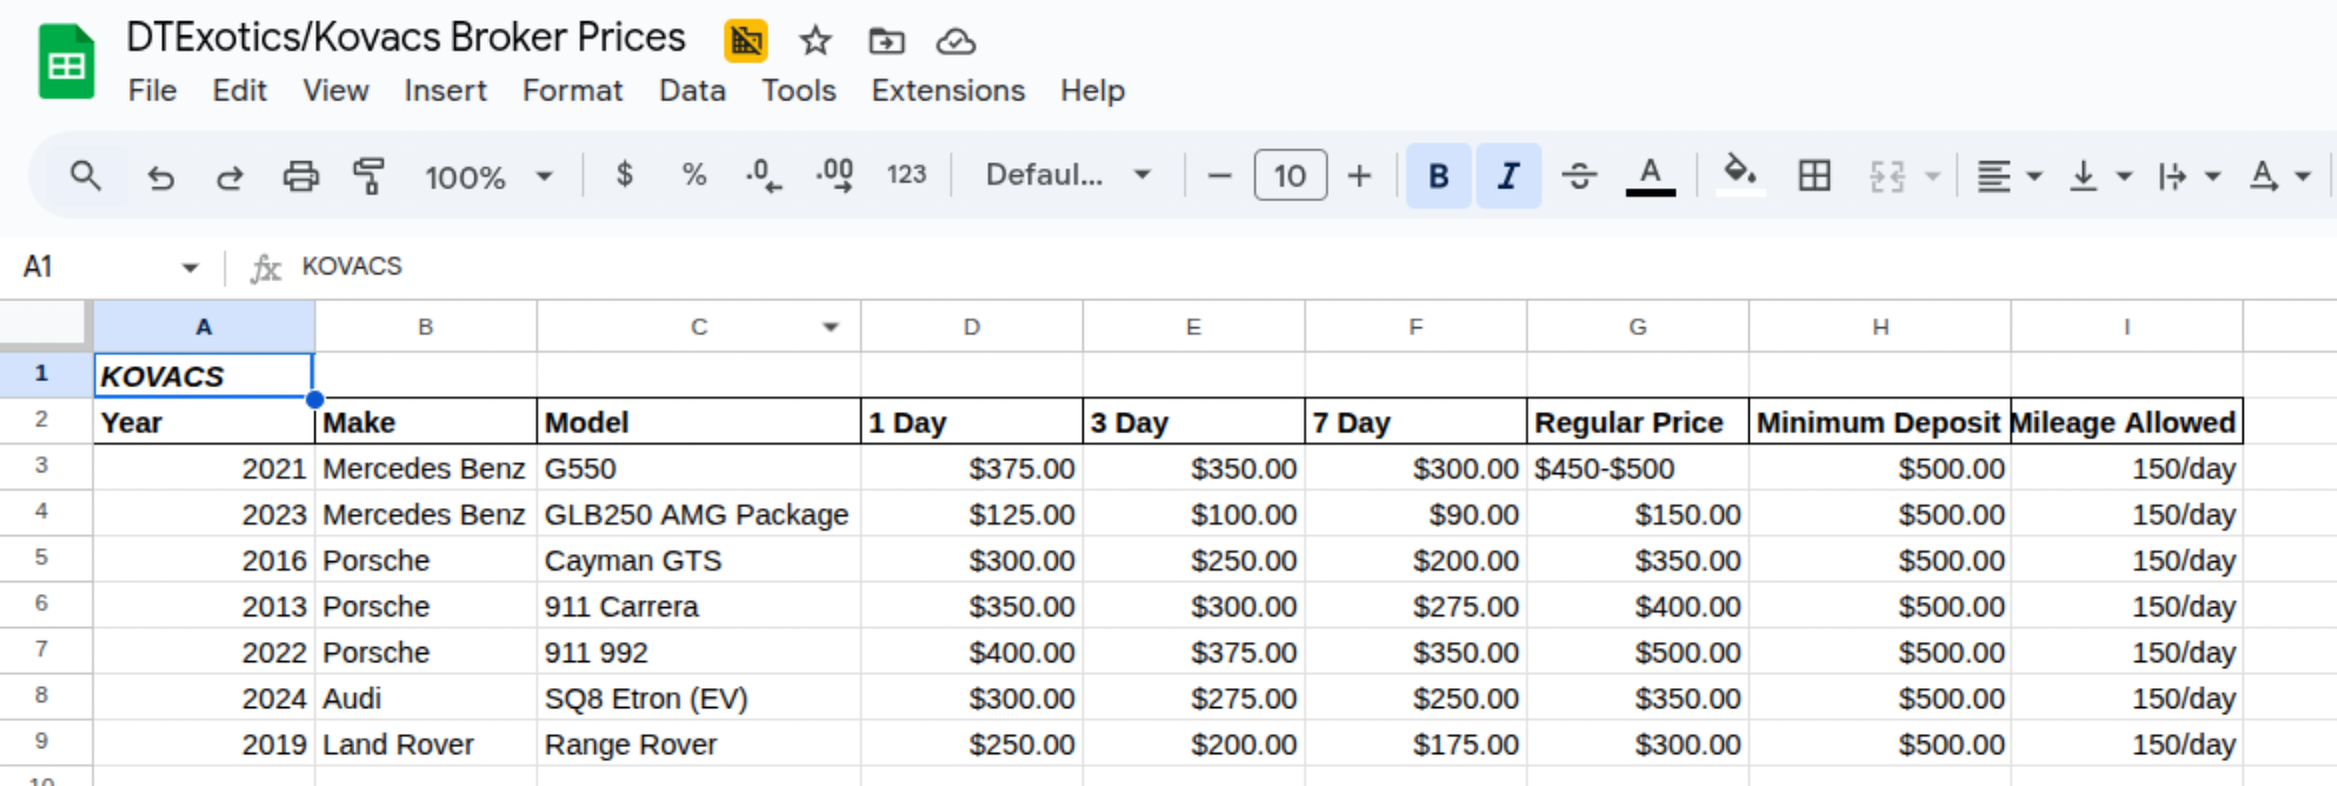 DTExotics/Kovacs Broker Prices
File Edit View Insert Format Data Tools Extensions Help
100% $ % .0 .00 123 Defaul... 10 B I A A
A1 fx KOVACS
A B C D E F G H I
1 KOVACS
2 Year Make Model 1 Day 3 Day 7 Day Regular Price Minimum Deposit Mileage Allowed
3 2021 Mercedes Benz G550 $375.00 $350.00 $300.00 $450-$500 $500.00 150/day
4 2023 Mercedes Benz GLB250 AMG Package $125.00 $100.00 $90.00 $150.00 $500.00 150/day
5 2016 Porsche Cayman GTS $300.00 $250.00 $200.00 $350.00 $500.00 150/day
6 2013 Porsche 911 Carrera $350.00 $300.00 $275.00 $400.00 $500.00 150/day
7 2022 Porsche 911 992 $400.00 $375.00 $350.00 $500.00 $500.00 150/day
8 2024 Audi SQ8 Etron (EV) $300.00 $275.00 $250.00 $350.00 $500.00 150/day
9 2019 Land Rover Range Rover $250.00 $200.00 $175.00 $300.00 $500.00 150/day
10